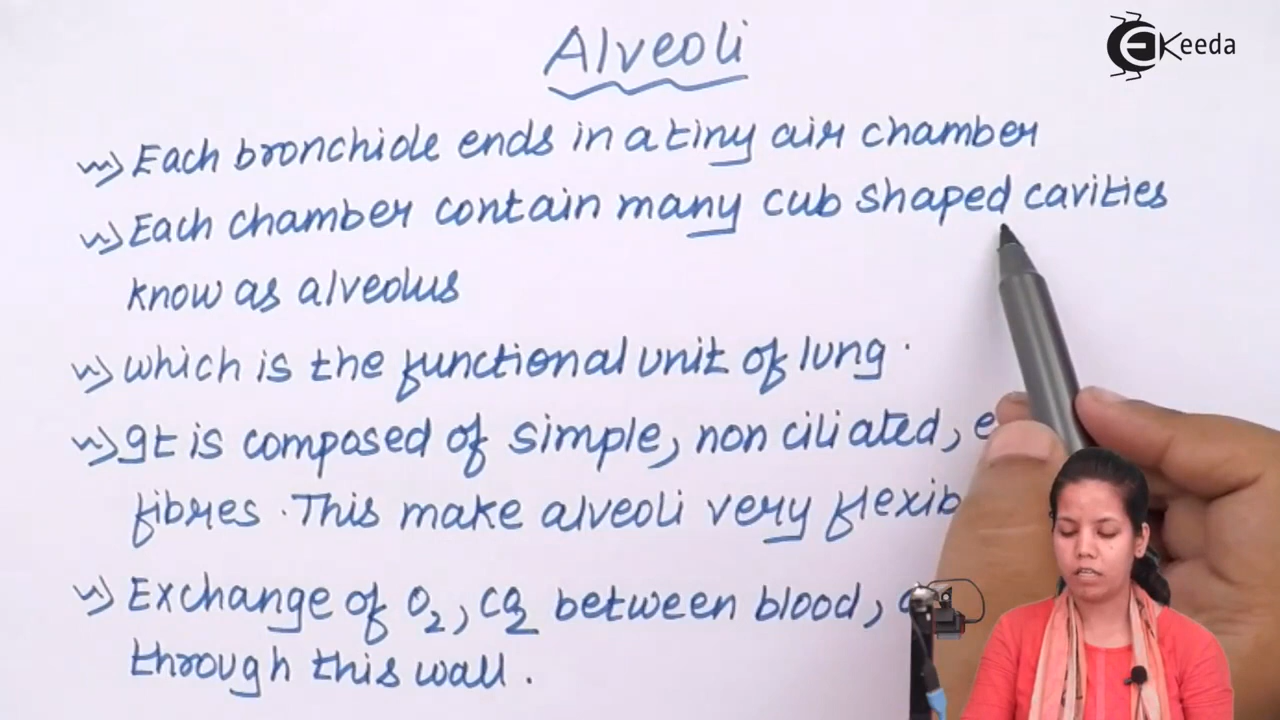 Alveoli
EKeeda
Each bronchiole ends in a tiny air chamber
Each chamber contain many cub shaped cavities
know as alveolus
which is the functional unit of lung.
It is composed of simple, non ciliated,
fibres. This make alveoli very
Exchange of O2, CO2 between blood,
through this wall.